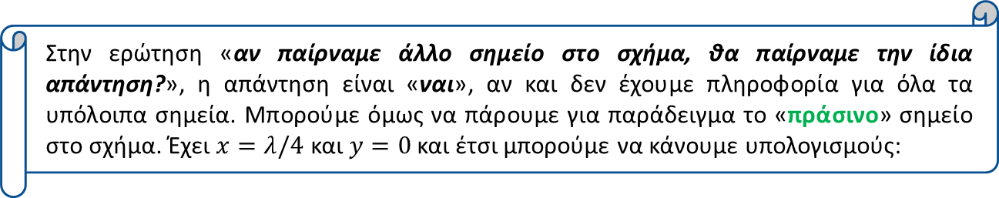 Στην ερώτηση «αν παίρναμε άλλο σημείο στο σχήμα, θα παίρναμε την ίδια
απάντηση?», η απάντηση είναι «ναι», αν και δεν έχουμε πληροφορία για όλα τα
υπόλοιπα σημεία. Μπορούμε όμως να πάρουμε για παράδειγμα το «πράσινο» σημείο
στο σχήμα. Έχει 𝑥 = 𝜆/4 και 𝑦 = 0 και έτσι μπορούμε να κάνουμε υπολογισμούς: